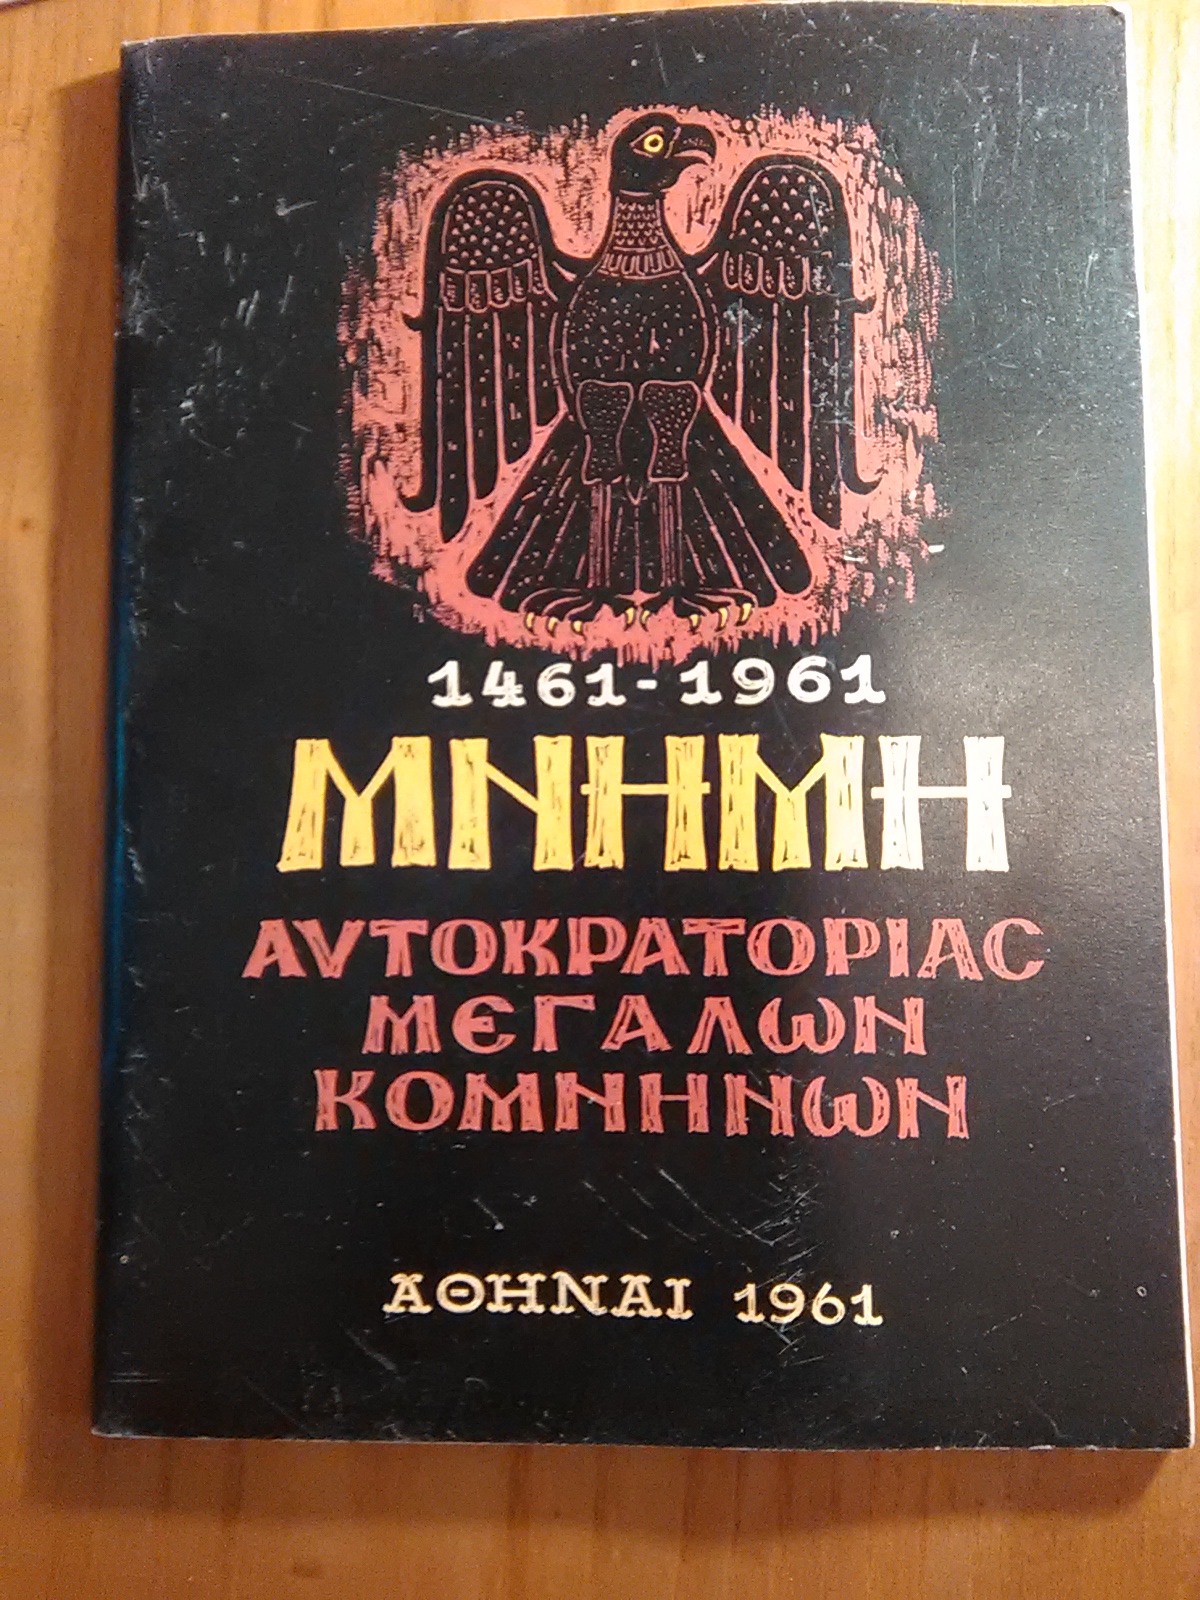 1461-1961
ΜΝΗΜΗ
ΑΥΤΟΚΡΑΤΟΡΙΑϹ
ΜΕΓΑΛΩΝ
ΚΟΜΝΗΝΩΝ
ΑΘΗΝΑΙ 1961